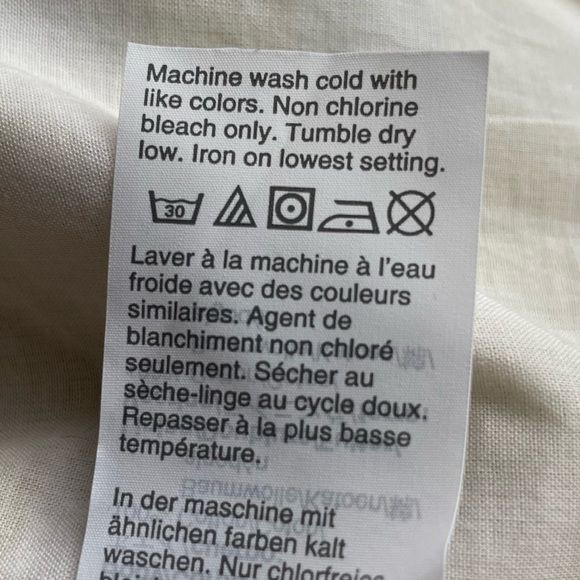 Machine wash cold with
like colors. Non chlorine
bleach only. Tumble dry
low. Iron on lowest setting.
30
Laver à la machine à l'eau
froide avec des couleurs
similaires. Agent de
blanchiment non chloré
seulement. Sécher au
sèche-linge au cycle doux.
Repasser à la plus basse
température.
In der maschine mit
ähnlichen farben kalt
waschen. Nur chlorfreies